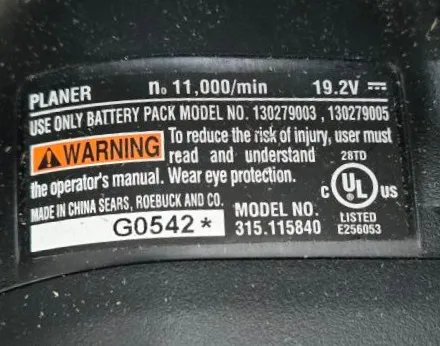 PLANER n₀ 11,000/min 19.2V ⎓
USE ONLY BATTERY PACK MODEL NO. 130279003 , 130279005
⚠ WARNING To reduce the risk of injury, user must
read and understand
the operator's manual. Wear eye protection.
MADE IN CHINA SEARS, ROEBUCK AND CO.
G0542 *
MODEL NO.
315.115840
28TD
C UL US
LISTED
E256053